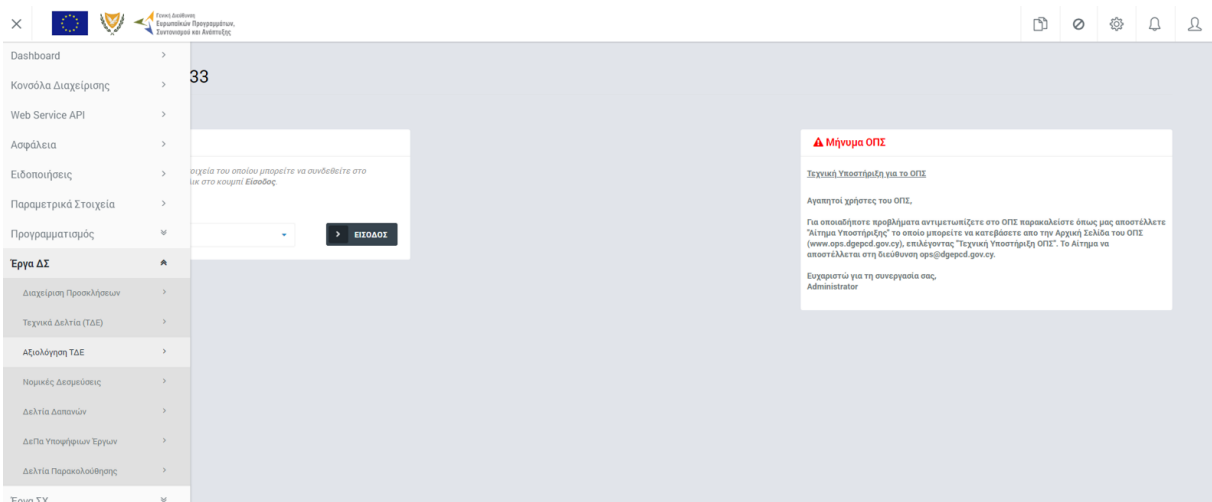 Γενική Διεύθυνση
Ευρωπαϊκών Προγραμμάτων,
Συντονισμού και Ανάπτυξης
Dashboard
Κονσόλα Διαχείρισης
Web Service API
Ασφάλεια
Ειδοποιήσεις
Παραμετρικά Στοιχεία
Προγραμματισμός
Έργα ΔΣ
Διαχείριση Προσκλήσεων
Τεχνικά Δελτία (ΤΔΕ)
Αξιολόγηση ΤΔΕ
Νομικές Δεσμεύσεις
Δελτία Δαπανών
ΔεΠα Υποψήφιων Έργων
Δελτία Παρακολούθησης
Έργα ΣΧ
33
οιχεία του οποίου μπορείτε να συνδεθείτε στο
ικ στο κουμπί Είσοδος.
ΕΙΣΟΔΟΣ
Μήνυμα ΟΠΣ
Τεχνική Υποστήριξη για το ΟΠΣ
Αγαπητοί χρήστες του ΟΠΣ,
Για οποιαδήποτε προβλήματα αντιμετωπίζετε στο ΟΠΣ παρακαλείστε όπως μας αποστέλλετε
"Αίτημα Υποστήριξης" το οποίο μπορείτε να κατεβάσετε απο την Αρχική Σελίδα του ΟΠΣ
(www.ops.dgepcd.gov.cy), επιλέγοντας "Τεχνική Υποστήριξη ΟΠΣ". Το Αίτημα να
αποστέλλεται στη διεύθυνση ops@dgepcd.gov.cy.
Ευχαριστώ για τη συνεργασία σας,
Administrator